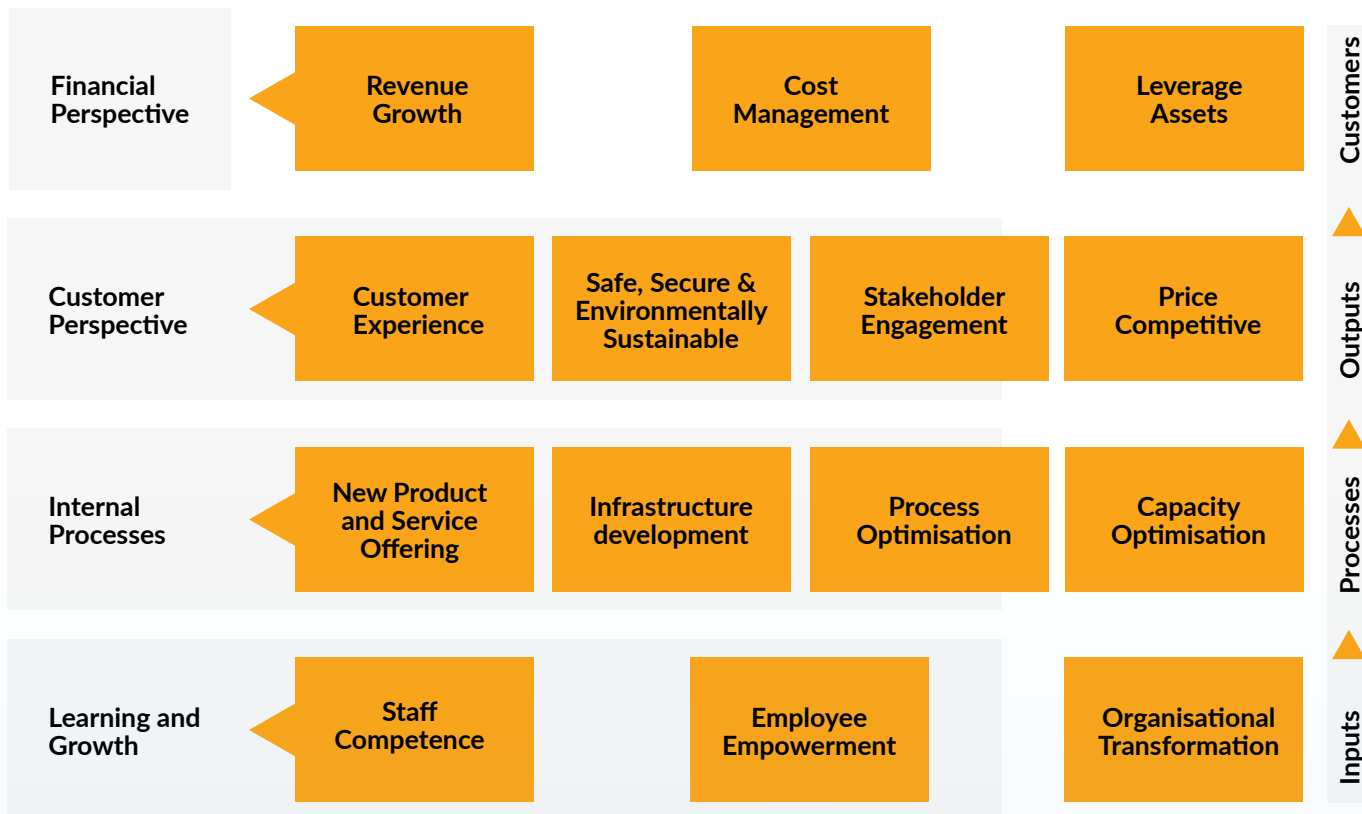 Financial
Perspective
Revenue
Growth
Cost
Management
Leverage
Assets
Customers
Customer
Perspective
Customer
Experience
Safe, Secure &
Environmentally
Sustainable
Stakeholder
Engagement
Price
Competitive
Outputs
Internal
Processes
New Product
and Service
Offering
Infrastructure
development
Process
Optimisation
Capacity
Optimisation
Processes
Learning and
Growth
Staff
Competence
Employee
Empowerment
Organisational
Transformation
Inputs